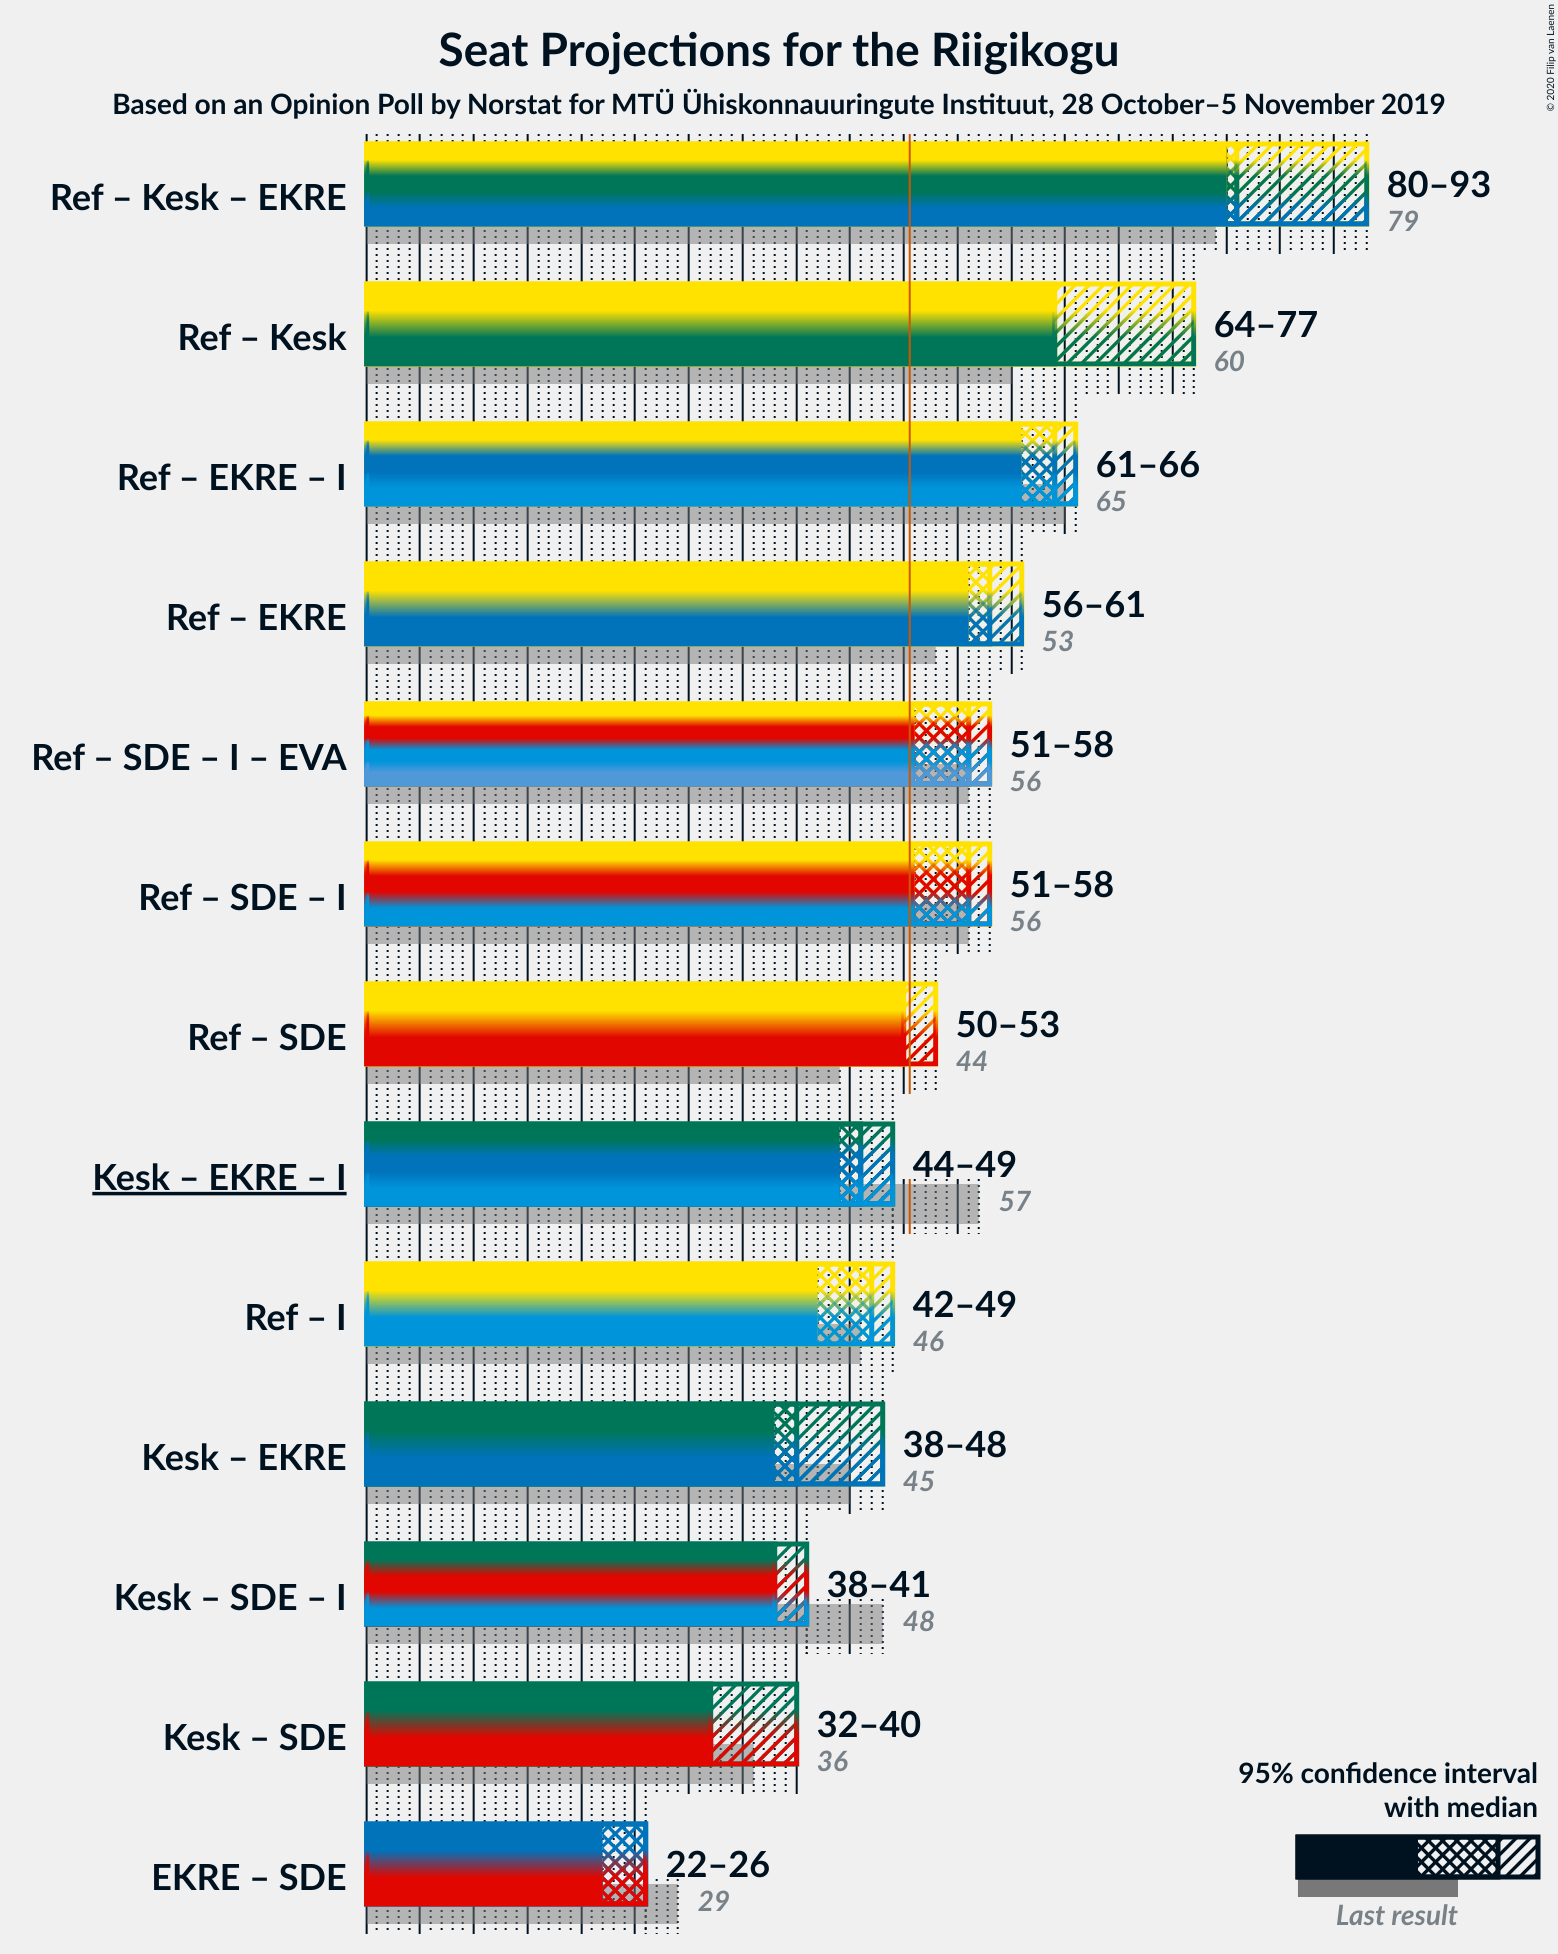 Seat Projections for the Riigikogu
Based on an Opinion Poll by Norstat for MTÜ Ühiskonnauuringute Instituut, 28 October–5 November 2019
© 2020 Filip van Laenen
Ref – Kesk – EKRE
80–93
79
Ref – Kesk
64–77
60
Ref – EKRE – I
61–66
65
Ref – EKRE
56–61
53
Ref – SDE – I – EVA
51–58
56
Ref – SDE – I
51–58
56
Ref – SDE
50–53
44
Kesk – EKRE – I
44–49
57
Ref – I
42–49
46
Kesk – EKRE
38–48
45
Kesk – SDE – I
38–41
48
Kesk – SDE
32–40
36
EKRE – SDE
22–26
29
95% confidence interval
with median
Last result